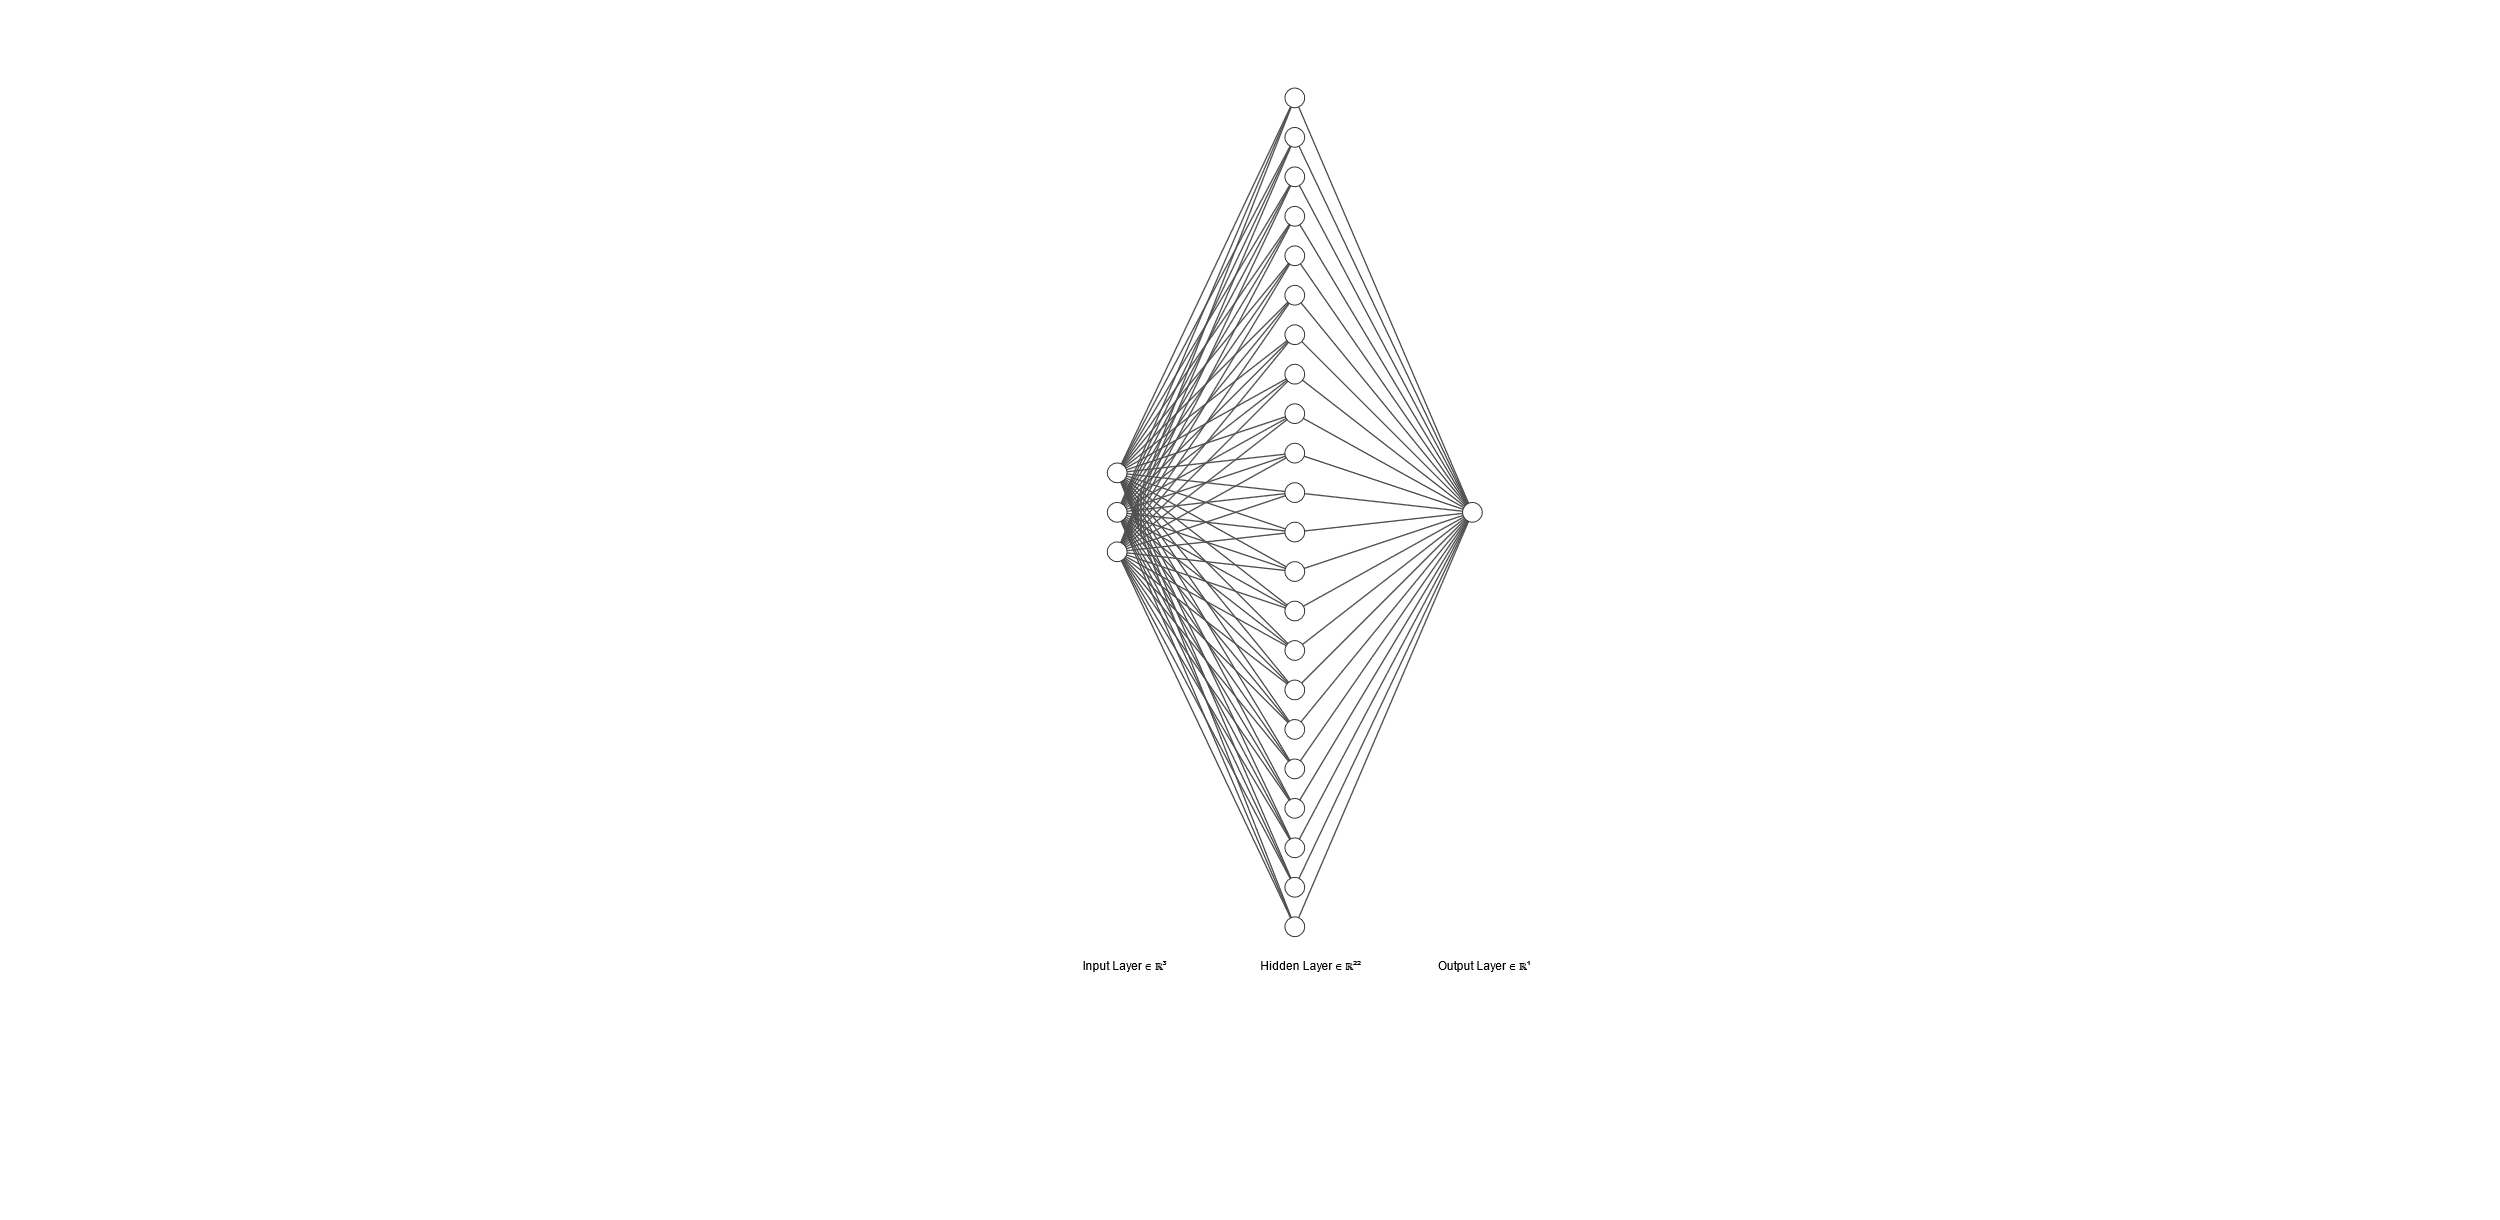 Input Layer ∈ ℝ³
Hidden Layer ∈ ℝ²²
Output Layer ∈ ℝ¹